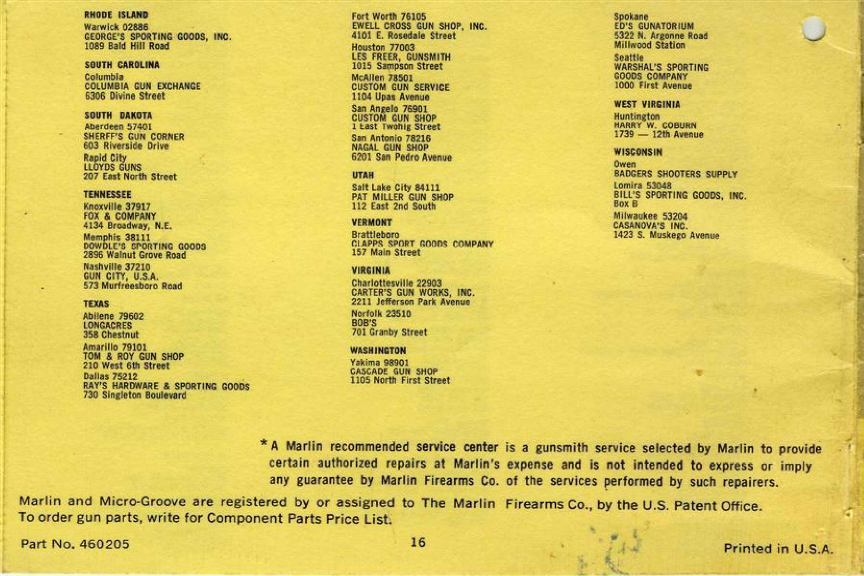 RHODE ISLAND
Warwick 02886
GEORGE'S SPORTING GOODS, INC.
1089 Bald Hill Road
SOUTH CAROLINA
Columbia
COLUMBIA GUN EXCHANGE
6306 Divine Street
SOUTH DAKOTA
Aberdeen 57401
SHERFF'S GUN CORNER
603 Riverside Drive
Rapid City
LLOYDS GUNS
207 East North Street
TENNESSEE
Knoxville 37917
FOX & COMPANY
4134 Broadway, N.E.
Memphis 38111
DOWDLE'S SPORTING GOODS
2896 Walnut Grove Road
Nashville 37210
GUN CITY, U.S.A.
573 Murfreesboro Road
TEXAS
Abilene 79602
LONGACRES
358 Chestnut
Amarillo 79101
TOM & ROY GUN SHOP
210 West 6th Street
Dallas 75212
RAY'S HARDWARE & SPORTING GOODS
730 Singleton Boulevard
Fort Worth 76105
EWELL CROSS GUN SHOP, INC.
4101 E. Rosedale Street
Houston 77003
LES FREER, GUNSMITH
1015 Sampson Street
McAllen 78501
CUSTOM GUN SERVICE
1104 Upas Avenue
San Angelo 76901
CUSTOM GUN SHOP
1 East Twohig Street
San Antonio 78216
NAGAL GUN SHOP
6201 San Pedro Avenue
UTAH
Salt Lake City 84111
PAT MILLER GUN SHOP
112 East 2nd South
VERMONT
Brattleboro
CLAPPS SPORT GOODS COMPANY
157 Main Street
VIRGINIA
Charlottesville 22903
CARTER'S GUN WORKS, INC.
2211 Jefferson Park Avenue
Norfolk 23510
BOB'S
701 Granby Street
WASHINGTON
Yakima 98901
CASCADE GUN SHOP
1105 North First Street
Spokane
ED'S GUNATORIUM
5322 N. Argonne Road
Millwood Station
Seattle
WARSHAL'S SPORTING
GOODS COMPANY
1000 First Avenue
WEST VIRGINIA
Huntington
HARRY W. COBURN
1739 — 12th Avenue
WISCONSIN
Owen
BADGERS SHOOTERS SUPPLY
Lomira 53048
BILL'S SPORTING GOODS, INC.
Box B
Milwaukee 53204
CASANOVA'S INC.
1423 S. Muskego Avenue
*A Marlin recommended service center is a gunsmith service selected by Marlin to provide
certain authorized repairs at Marlin's expense and is not intended to express or imply
any guarantee by Marlin Firearms Co. of the services performed by such repairers.
Marlin and Micro-Groove are registered by or assigned to The Marlin Firearms Co., by the U.S. Patent Office.
To order gun parts, write for Component Parts Price List.
Part No. 460205
16
Printed in U.S.A.